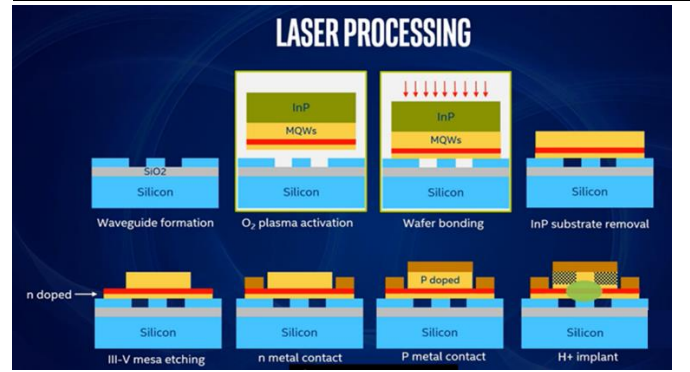 LASER PROCESSING
InP
MQWs
SiO2
Silicon
Waveguide formation
Silicon
O₂ plasma activation
InP
MQWs
Silicon
Wafer bonding
Silicon
InP substrate removal
n doped
Silicon
III-V mesa etching
Silicon
n metal contact
P doped
Silicon
P metal contact
Silicon
H+ implant